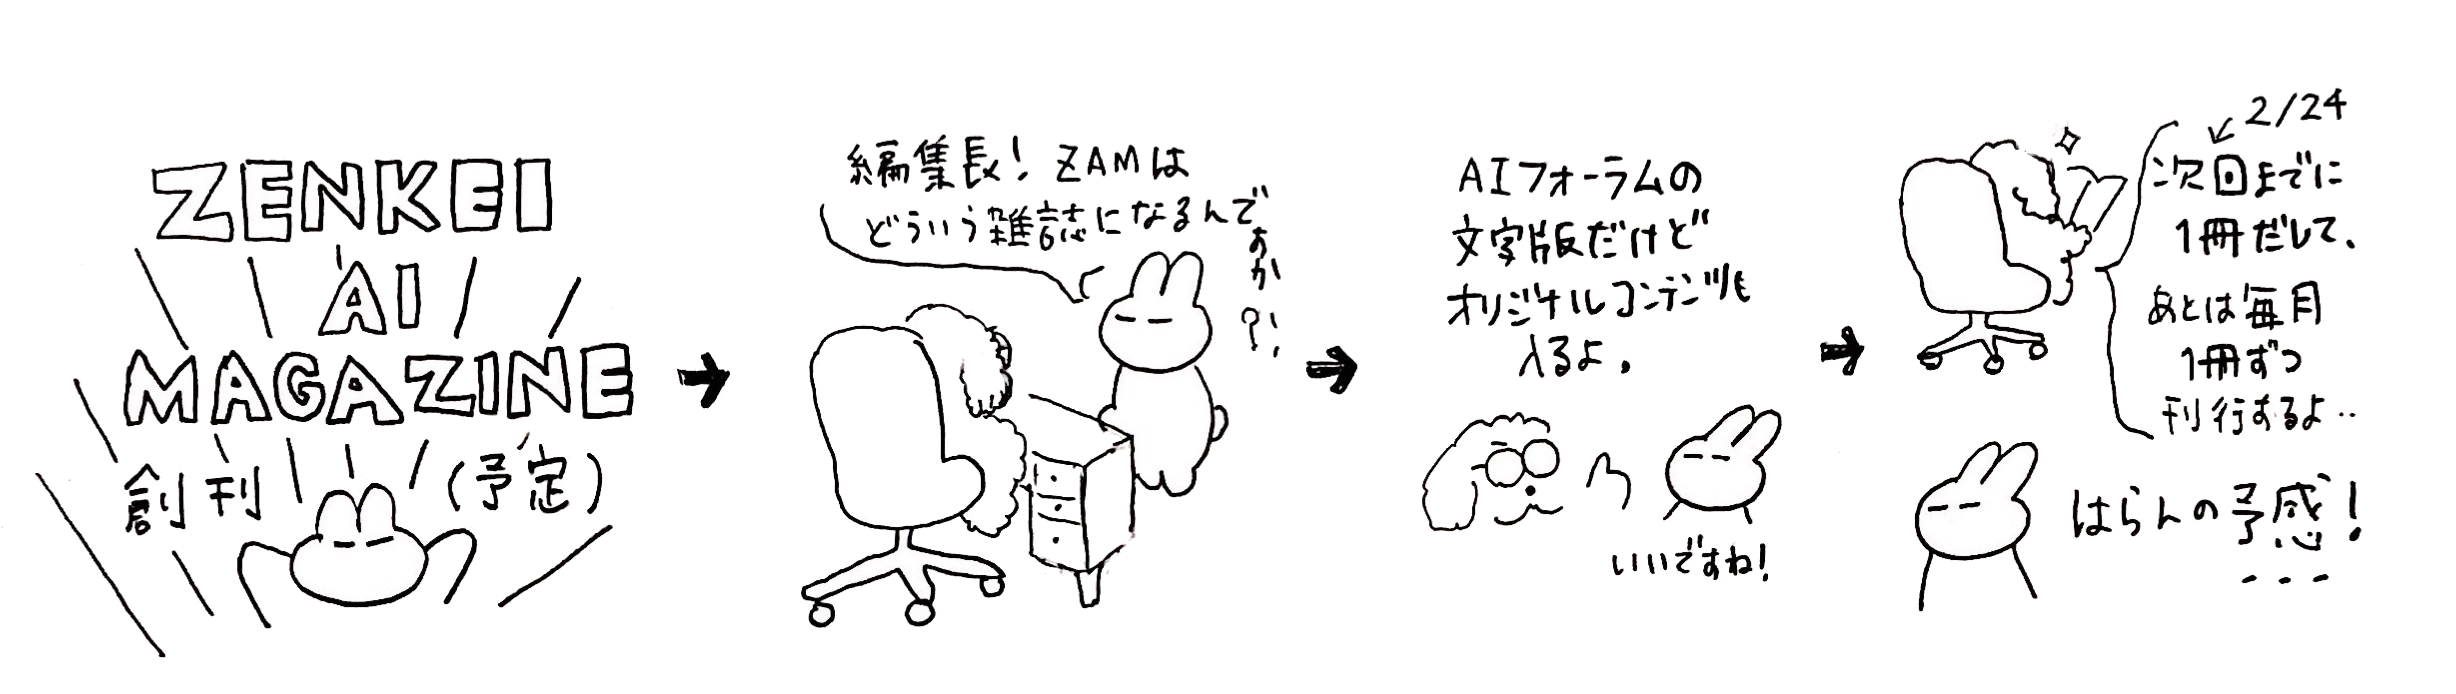 ZENKEI
AI
MAGAZINE
創刊
(予定)
編集長! ZAMは
どういう雑誌になるんですか?!
AIフォーラムの
文字版だけど
オリジナルコンテンツも
入るよ。
いいですね!
2/24
次回までに
1冊だして、
あとは毎月
1冊ずつ
刊行するよ..
はらんの予感!